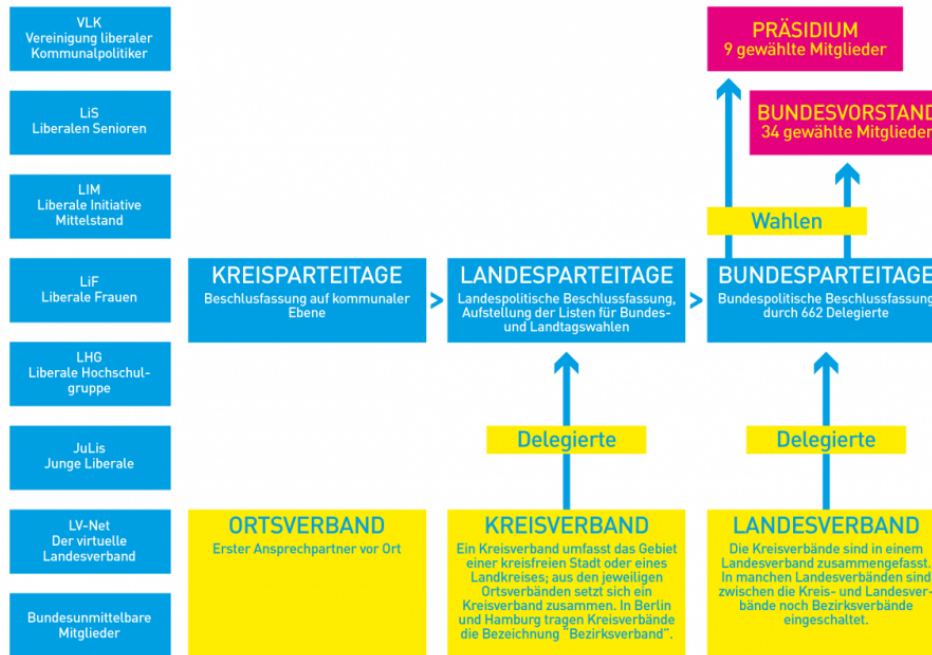 VLK
Vereinigung liberaler
Kommunalpolitiker
LiS
Liberalen Senioren
LIM
Liberale Initiative
Mittelstand
LiF
Liberale Frauen
LHG
Liberale Hochschul-
gruppe
JuLis
Junge Liberale
LV-Net
Der virtuelle
Landesverband
Bundesunmittelbare
Mitglieder
PRÄSIDIUM
9 gewählte Mitglieder
BUNDESVORSTAND
34 gewählte Mitglieder
Wahlen
KREISPARTEITAGE
Beschlusfassung auf kommunaler
Ebene
>
LANDESPARTEITAGE
Landespolitische Beschlussfassung,
Aufstellung der Listen für Bundes-
und Landtagswahlen
>
BUNDESPARTEITAGE
Bundespolitische Beschlussfassung
durch 662 Delegierte
Delegierte
Delegierte
ORTSVERBAND
Erster Ansprechpartner vor Ort
KREISVERBAND
Ein Kreisverband umfasst das Gebiet
einer kreisfreien Stadt oder eines
Landkreises; aus den jeweiligen
Ortsverbänden setzt sich ein
Kreisverband zusammen. In Berlin
und Hamburg tragen Kreisverbände
die Bezeichnung "Bezirksverband".
LANDESVERBAND
Die Kreisverbände sind in einem
Landesverband zusammengefasst.
In manchen Landesverbänden sind
zwischen die Kreis- und Landesver-
bände noch Bezirksverbände
eingeschaltet.